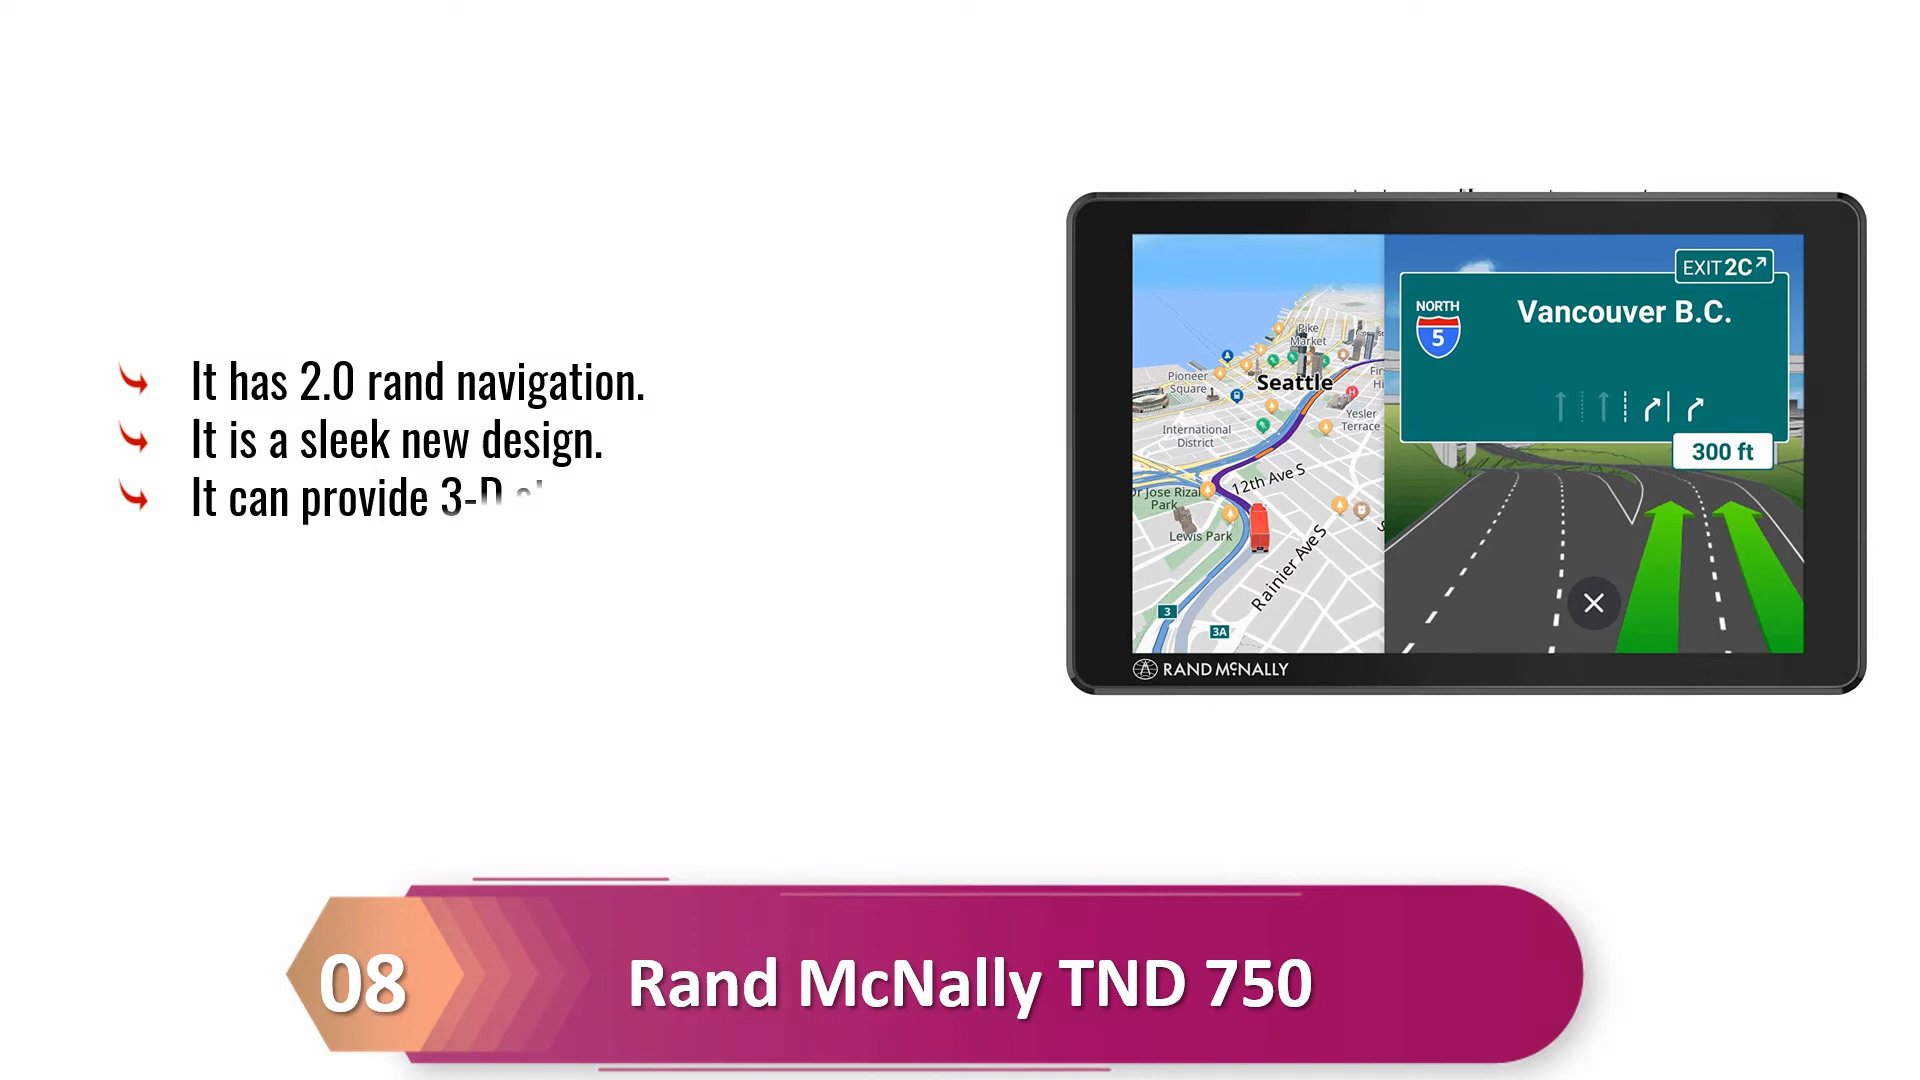 It has 2.0 rand navigation.
It is a sleek new design.
It can provide 3-D
EXIT 2C
NORTH
5
Vancouver B.C.
300 ft
Pike
Market
Pioneer
Square
Seattle
Yesler
Terrace
International
District
12th Ave S
Dr Jose Rizal
Park
Lewis Park
Rainier Ave S
3
3A
RAND McNALLY
08
Rand McNally TND 750